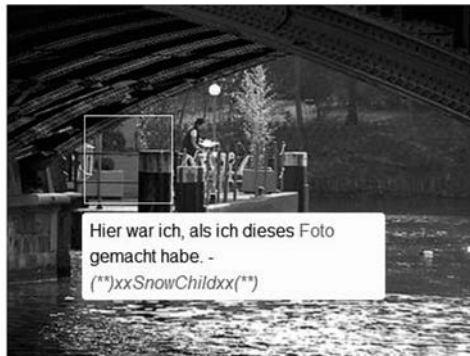 Hier war ich, als ich dieses Foto
gemacht habe. -
(**)xxSnowChildxx(**)